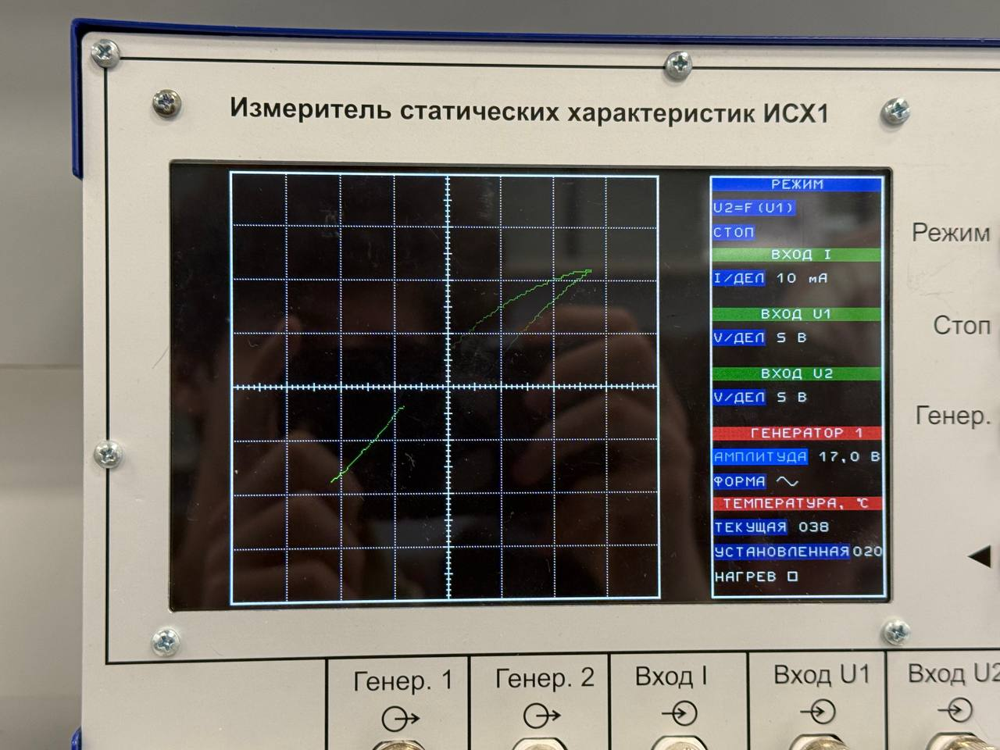 Измеритель статических характеристик ИСХ1
РЕЖИМ
U2=F(U1)
СТОП
ВХОД I
I/ДЕЛ 10 мА
ВХОД U1
V/ДЕЛ 5 В
ВХОД U2
V/ДЕЛ 5 В
ГЕНЕРАТОР 1
АМПЛИТУДА 17,0 В
ФОРМА
ТЕМПЕРАТУРА, °C
ТЕКУЩАЯ 038
УСТАНОВЛЕННАЯ 020
НАГРЕВ
Режим
Стоп
Генер.
Генер. 1
Генер. 2
Вход I
Вход U1
Вход U2